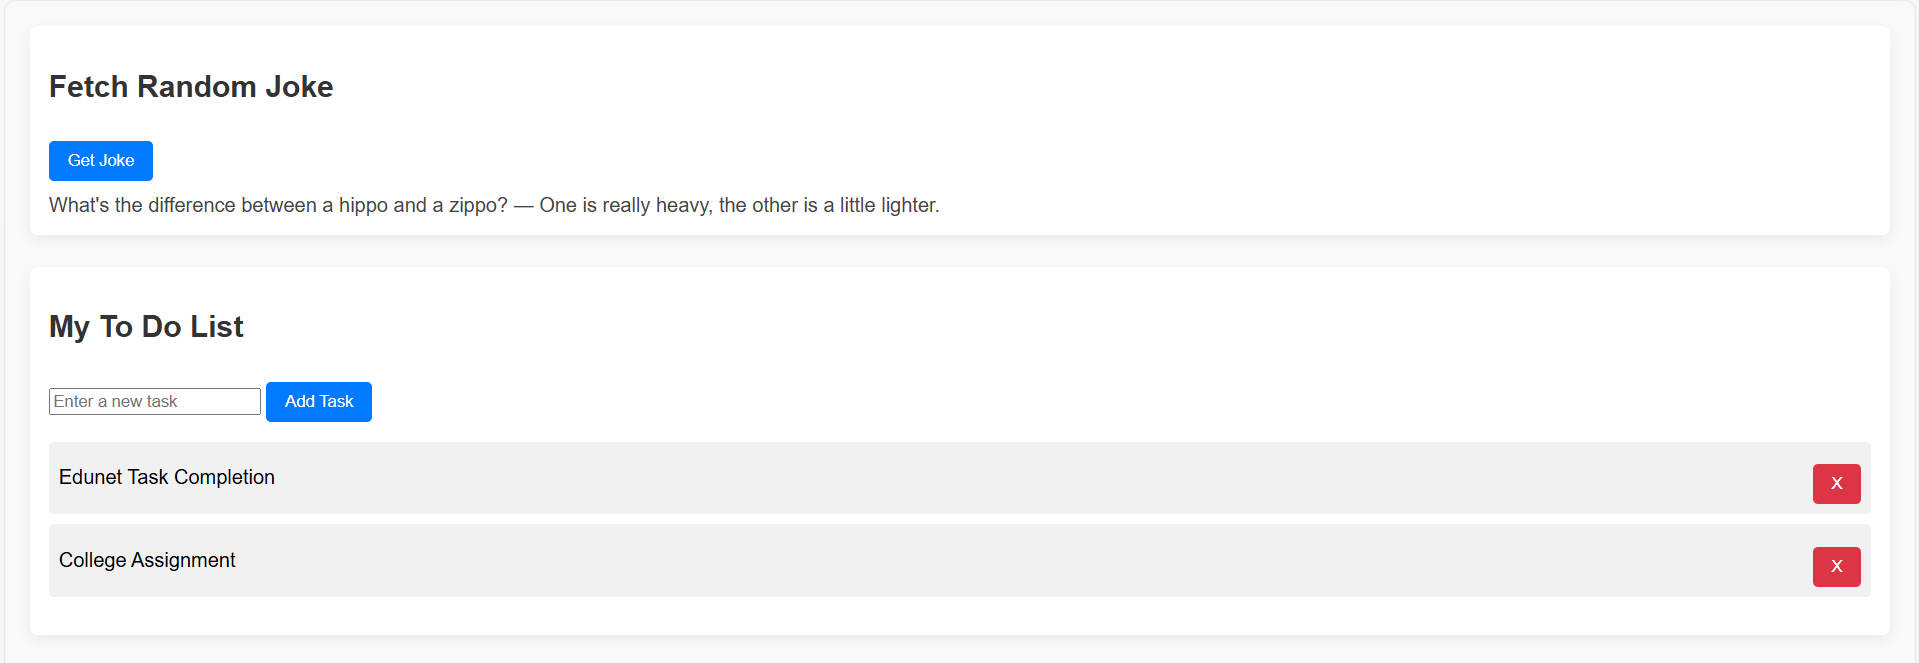 Fetch Random Joke
Get Joke
What's the difference between a hippo and a zippo? — One is really heavy, the other is a little lighter.
My To Do List
Enter a new task Add Task
Edunet Task Completion X
College Assignment X